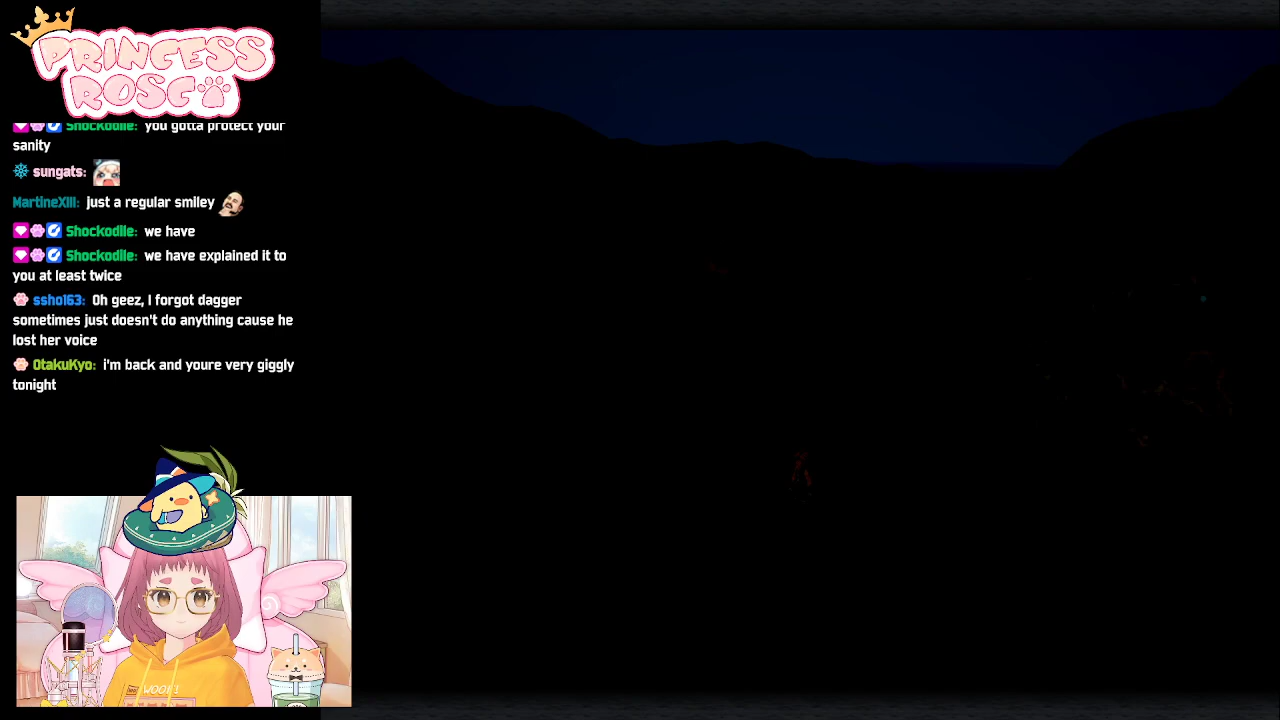 PRINCESS
ROSE
Shockodile: you gotta protect your
sanity
sungats:
MartineXIII: just a regular smiley
Shockodile: we have
Shockodile: we have explained it to
you at least twice
ssho163: Oh geez, I forgot dagger
sometimes just doesn't do anything cause he
lost her voice
OtakuKyo: i'm back and youre very giggly
tonight
WOOF!